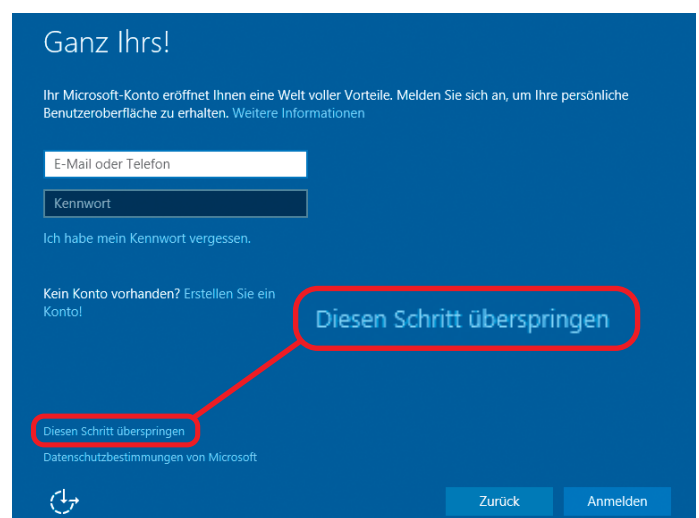 Ganz Ihrs!
Ihr Microsoft-Konto eröffnet Ihnen eine Welt voller Vorteile. Melden Sie sich an, um Ihre persönliche
Benutzeroberfläche zu erhalten. Weitere Informationen
E-Mail oder Telefon
Kennwort
Ich habe mein Kennwort vergessen.
Kein Konto vorhanden? Erstellen Sie ein
Konto!
Diesen Schritt überspringen
Diesen Schritt überspringen
Datenschutzbestimmungen von Microsoft
Zurück
Anmelden